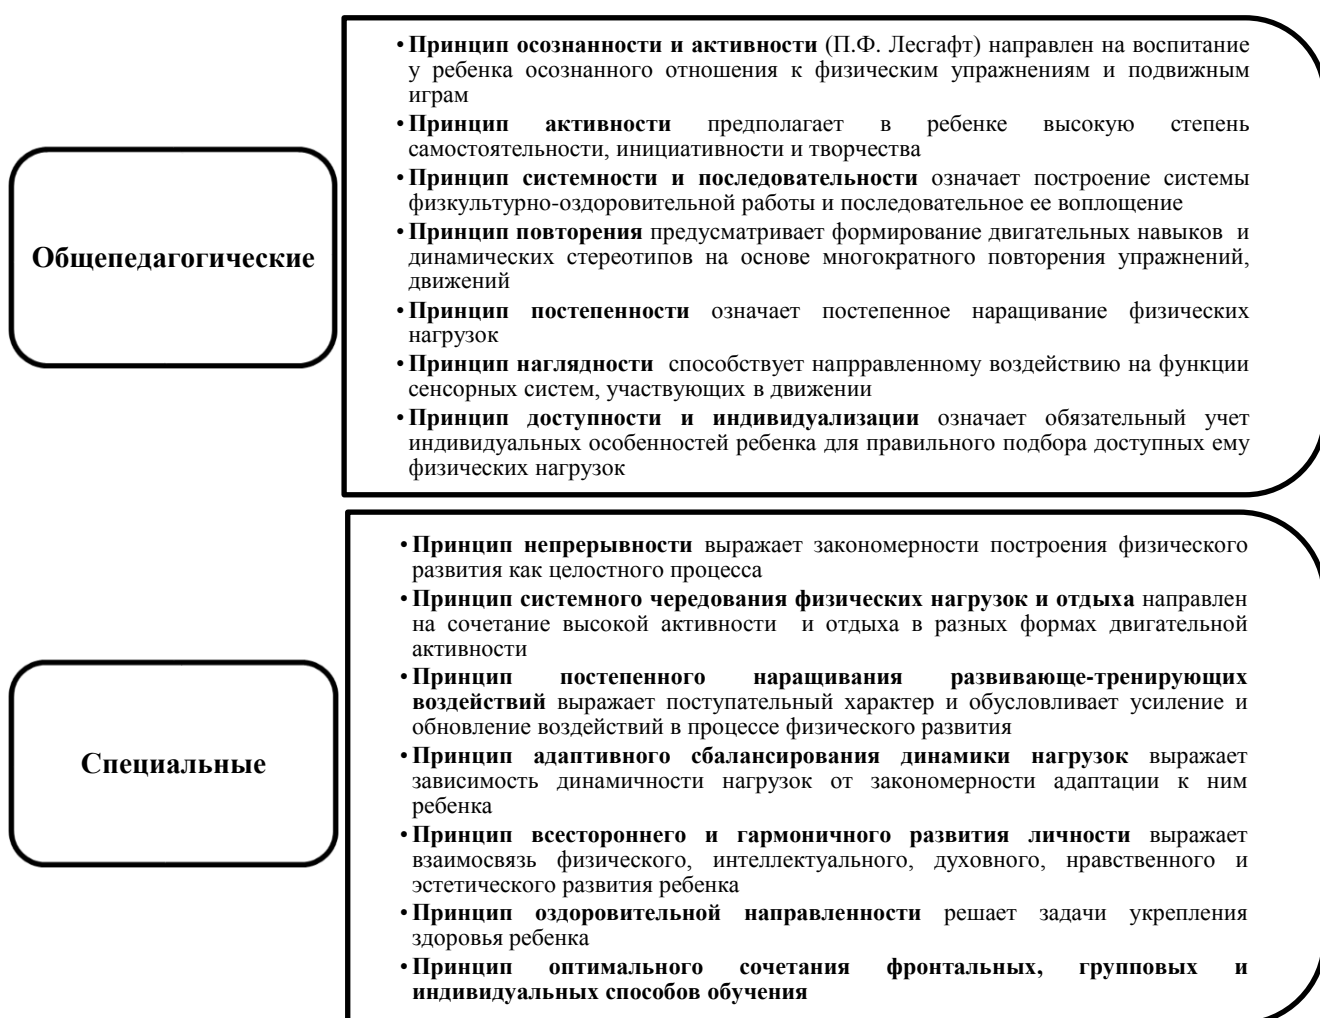 Общепедагогические
• Принцип осознанности и активности (П.Ф. Лесгафт) направлен на воспитание
у ребенка осознанного отношения к физическим упражнениям и подвижным
играм
• Принцип активности предполагает в ребенке высокую степень
самостоятельности, инициативности и творчества
• Принцип системности и последовательности означает построение системы
физкультурно-оздоровительной работы и последовательное ее воплощение
• Принцип повторения предусматривает формирование двигательных навыков и
динамических стереотипов на основе многократного повторения упражнений,
движений
• Принцип постепенности означает постепенное наращивание физических
нагрузок
• Принцип наглядности способствует напрравленному воздействию на функции
сенсорных систем, участвующих в движении
• Принцип доступности и индивидуализации означает обязательный учет
индивидуальных особенностей ребенка для правильного подбора доступных ему
физических нагрузок
Специальные
• Принцип непрерывности выражает закономерности построения физического
развития как целостного процесса
• Принцип системного чередования физических нагрузок и отдыха направлен
на сочетание высокой активности и отдыха в разных формах двигательной
активности
• Принцип постепенного наращивания развивающе-тренирующих
воздействий выражает поступательный характер и обусловливает усиление и
обновление воздействий в процессе физического развития
• Принцип адаптивного сбалансирования динамики нагрузок выражает
зависимость динамичности нагрузок от закономерности адаптации к ним
ребенка
• Принцип всестороннего и гармоничного развития личности выражает
взаимосвязь физического, интеллектуального, духовного, нравственного и
эстетического развития ребенка
• Принцип оздоровительной направленности решает задачи укрепления
здоровья ребенка
• Принцип оптимального сочетания фронтальных, групповых и
индивидуальных способов обучения